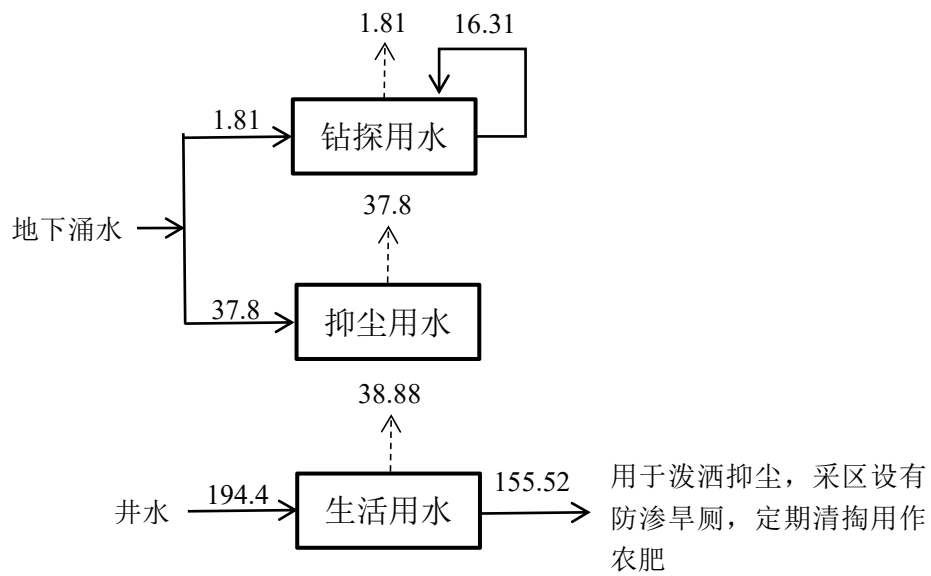 1.81
16.31
1.81
钻探用水
37.8
地下涌水
37.8
抑尘用水
38.88
194.4
155.52
井水
生活用水
用于泼洒抑尘，采区设有
防渗旱厕，定期清掏用作
农肥